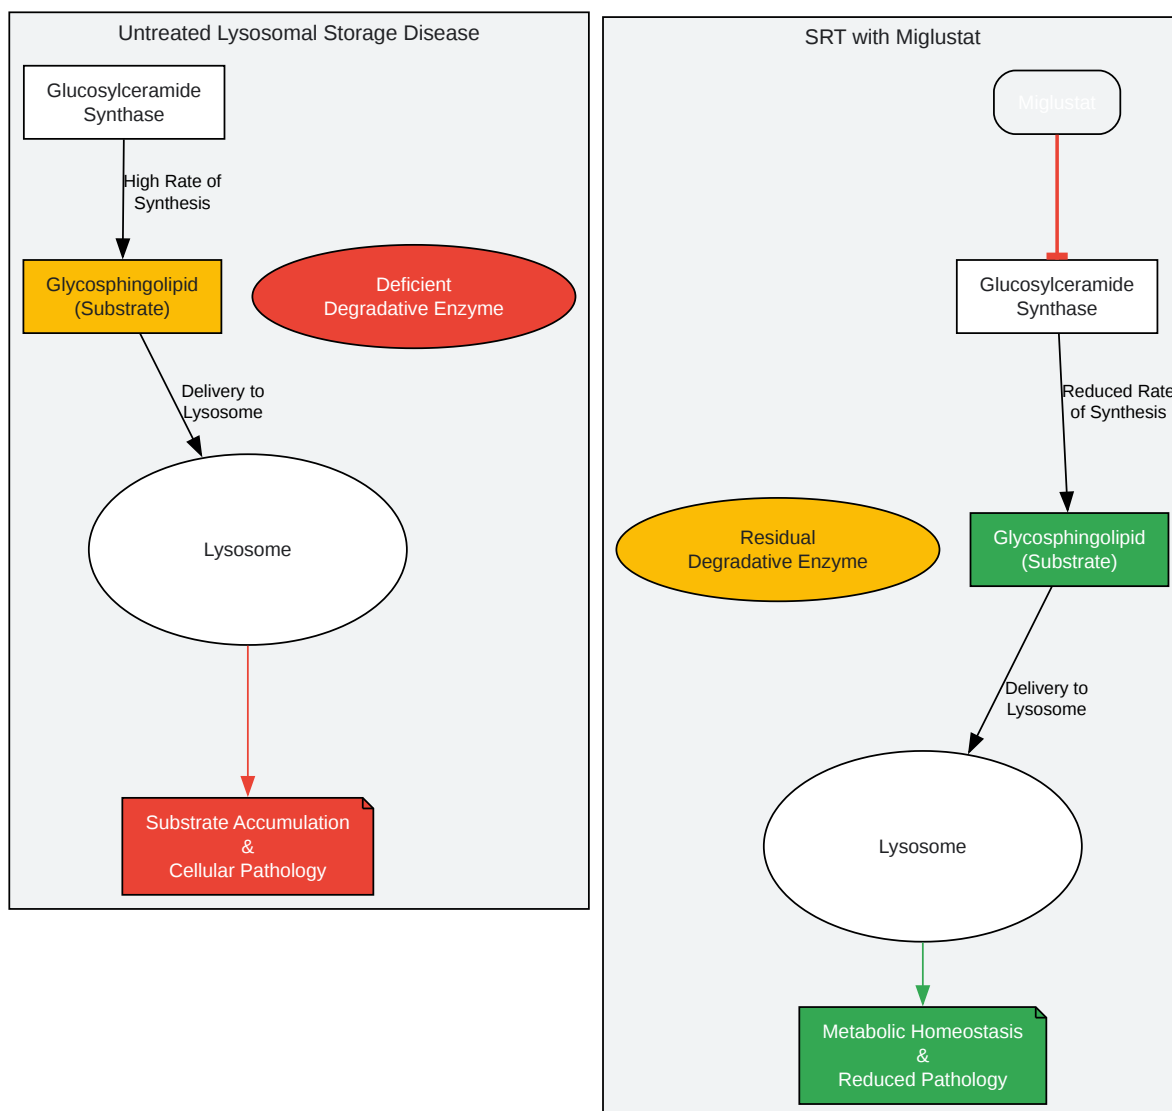 Untreated Lysosomal Storage Disease
Glucosylceramide
Synthase
High Rate of
Synthesis
Glycosphingolipid
(Substrate)
Deficient
Degradative Enzyme
Delivery to
Lysosome
Lysosome
Substrate Accumulation
&
Cellular Pathology
SRT with Miglustat
Miglustat
Glucosylceramide
Synthase
Reduced Rate
of Synthesis
Residual
Degradative Enzyme
Glycosphingolipid
(Substrate)
Delivery to
Lysosome
Lysosome
Metabolic Homeostasis
&
Reduced Pathology